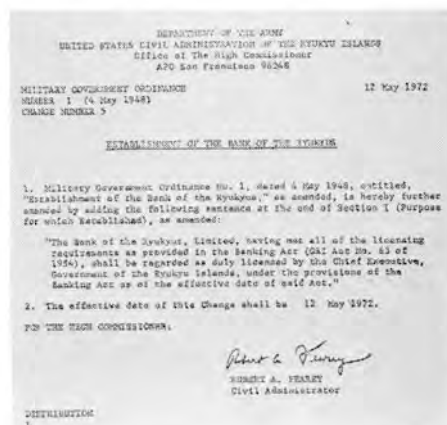 DEPARTMENT OF THE ARMY
UNITED STATES CIVIL ADMINISTRATION OF THE RYUKYU ISLANDS
Office of The High Commissioner
APO San Francisco 96248
MILITARY GOVERNMENT ORDINANCE 12 May 1972
NUMBER 1 (4 May 1948)
CHANGE NUMBER 5
ESTABLISHMENT OF THE BANK OF THE RYUKYUS
1. Military Government Ordinance No. 1, dated 4 May 1948, entitled,
"Establishment of the Bank of the Ryukyus," as amended, is hereby further
amended by adding the following sentence at the end of Section I (Purpose
for which Established), as amended:
"The Bank of the Ryukyus, Limited, having met all of the licensing
requirements as provided in the Banking Act (GRI Act No. 63 of
1954), shall be regarded as duly licensed by the Chief Executive,
Government of the Ryukyu Islands, under the provisions of the
Banking Act as of the effective date of said Act."
2. The effective date of this Change shall be 12 May 1972.
FOR THE HIGH COMMISSIONER:
Robert A. Fearey
ROBERT A. FEAREY
Civil Administrator
DISTRIBUTION